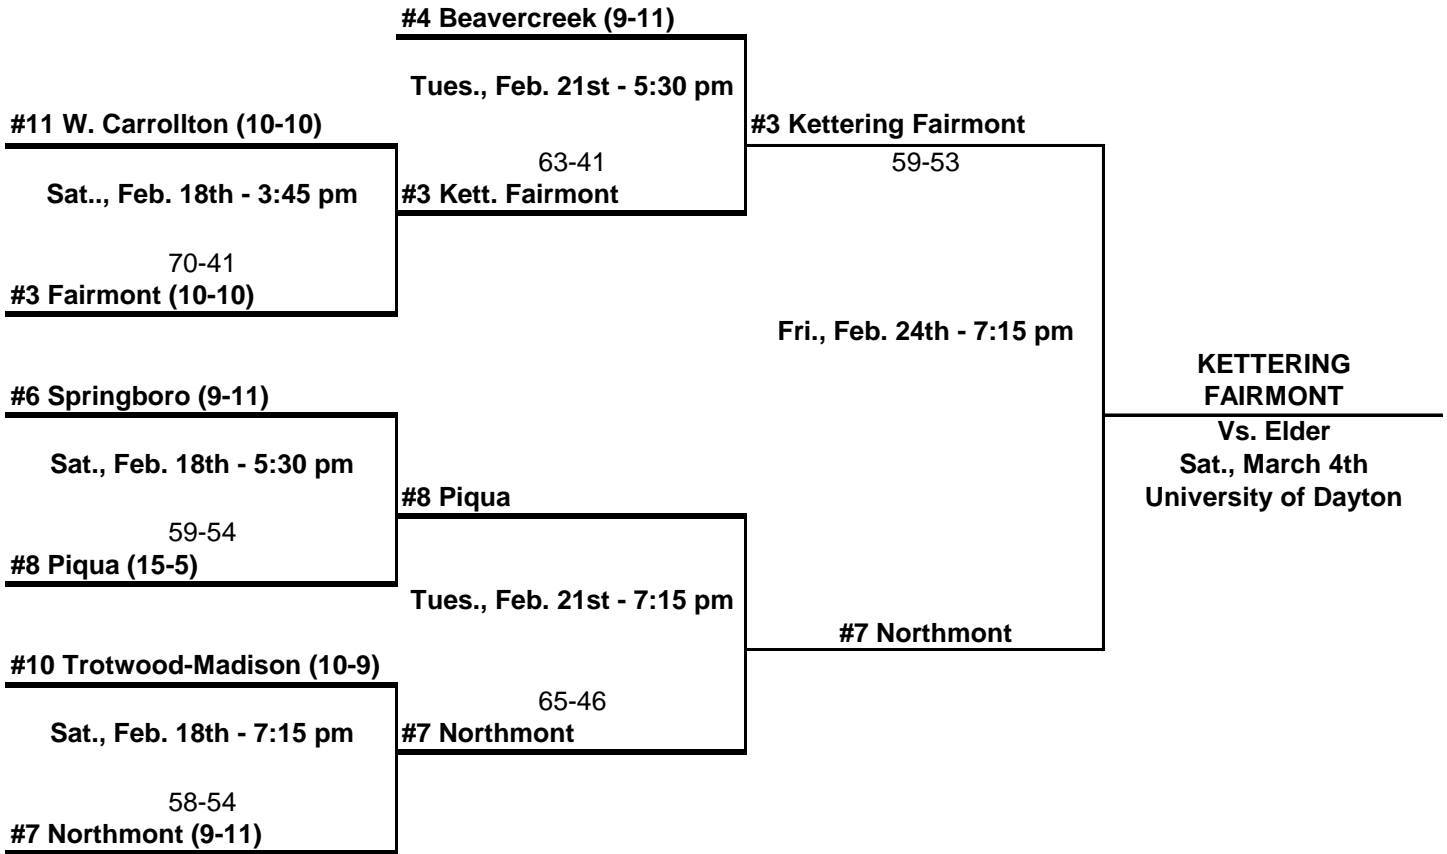 #4 Beavercreek (9-11)
Tues., Feb. 21st - 5:30 pm
#11 W. Carrollton (10-10)
#3 Kettering Fairmont
63-41
59-53
Sat.., Feb. 18th - 3:45 pm
#3 Kett. Fairmont
70-41
#3 Fairmont (10-10)
Fri., Feb. 24th - 7:15 pm
KETTERING
FAIRMONT
#6 Springboro (9-11)
Vs. Elder
Sat., March 4th
University of Dayton
Sat., Feb. 18th - 5:30 pm
#8 Piqua
59-54
#8 Piqua (15-5)
Tues., Feb. 21st - 7:15 pm
#7 Northmont
#10 Trotwood-Madison (10-9)
65-46
Sat., Feb. 18th - 7:15 pm
#7 Northmont
58-54
#7 Northmont (9-11)